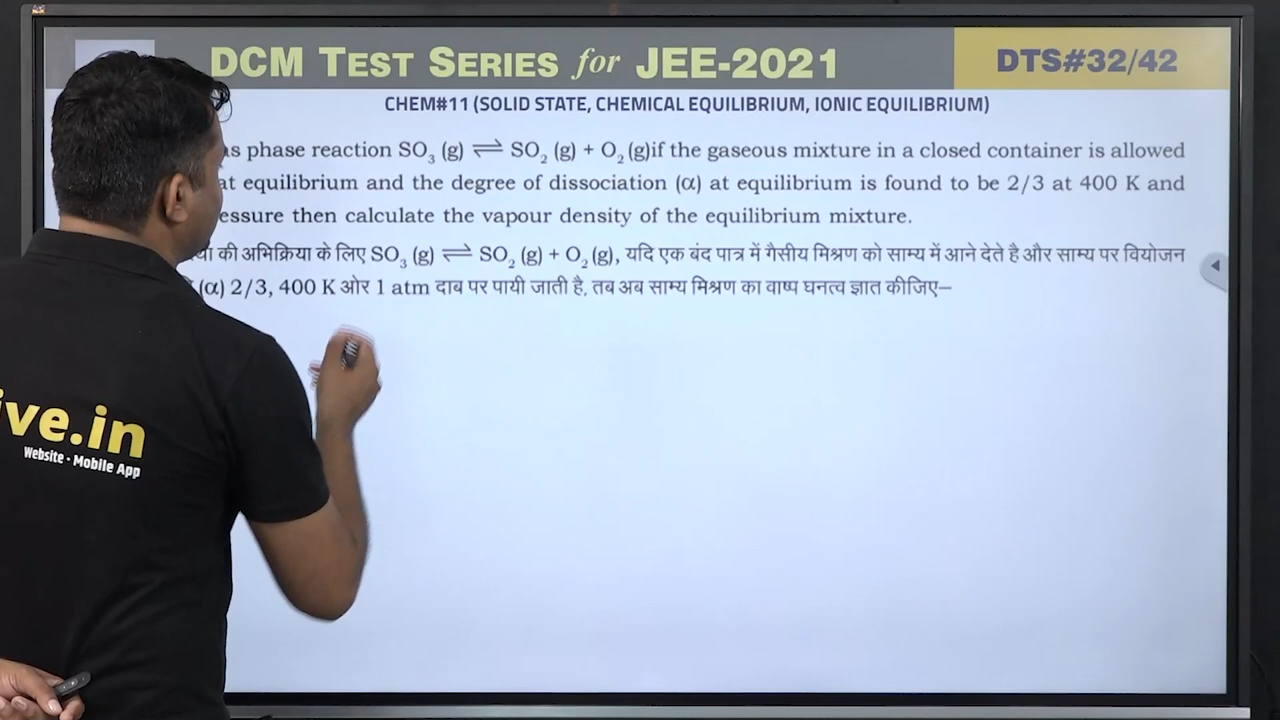 DCM TEST SERIES for JEE-2021
DTS#32/42
CHEM#11 (SOLID STATE, CHEMICAL EQUILIBRIUM, IONIC EQUILIBRIUM)
phase reaction SO₃ (g) ⇌ SO₂ (g) + O₂ (g)if the gaseous mixture in a closed container is allowed
at equilibrium and the degree of dissociation (α) at equilibrium is found to be 2/3 at 400 K and
then calculate the vapour density of the equilibrium mixture.
की अभिक्रिया के लिए SO₃ (g) ⇌ SO₂ (g) + O₂ (g), यदि एक बंद पात्र में गैसीय मिश्रण को साम्य में आने देते है और साम्य पर वियोजन
(α) 2/3, 400 K ओर 1 atm दाब पर पायी जाती है, तब अब साम्य मिश्रण का वाष्प घनत्व ज्ञात कीजिए–
ive.in
Website • Mobile App